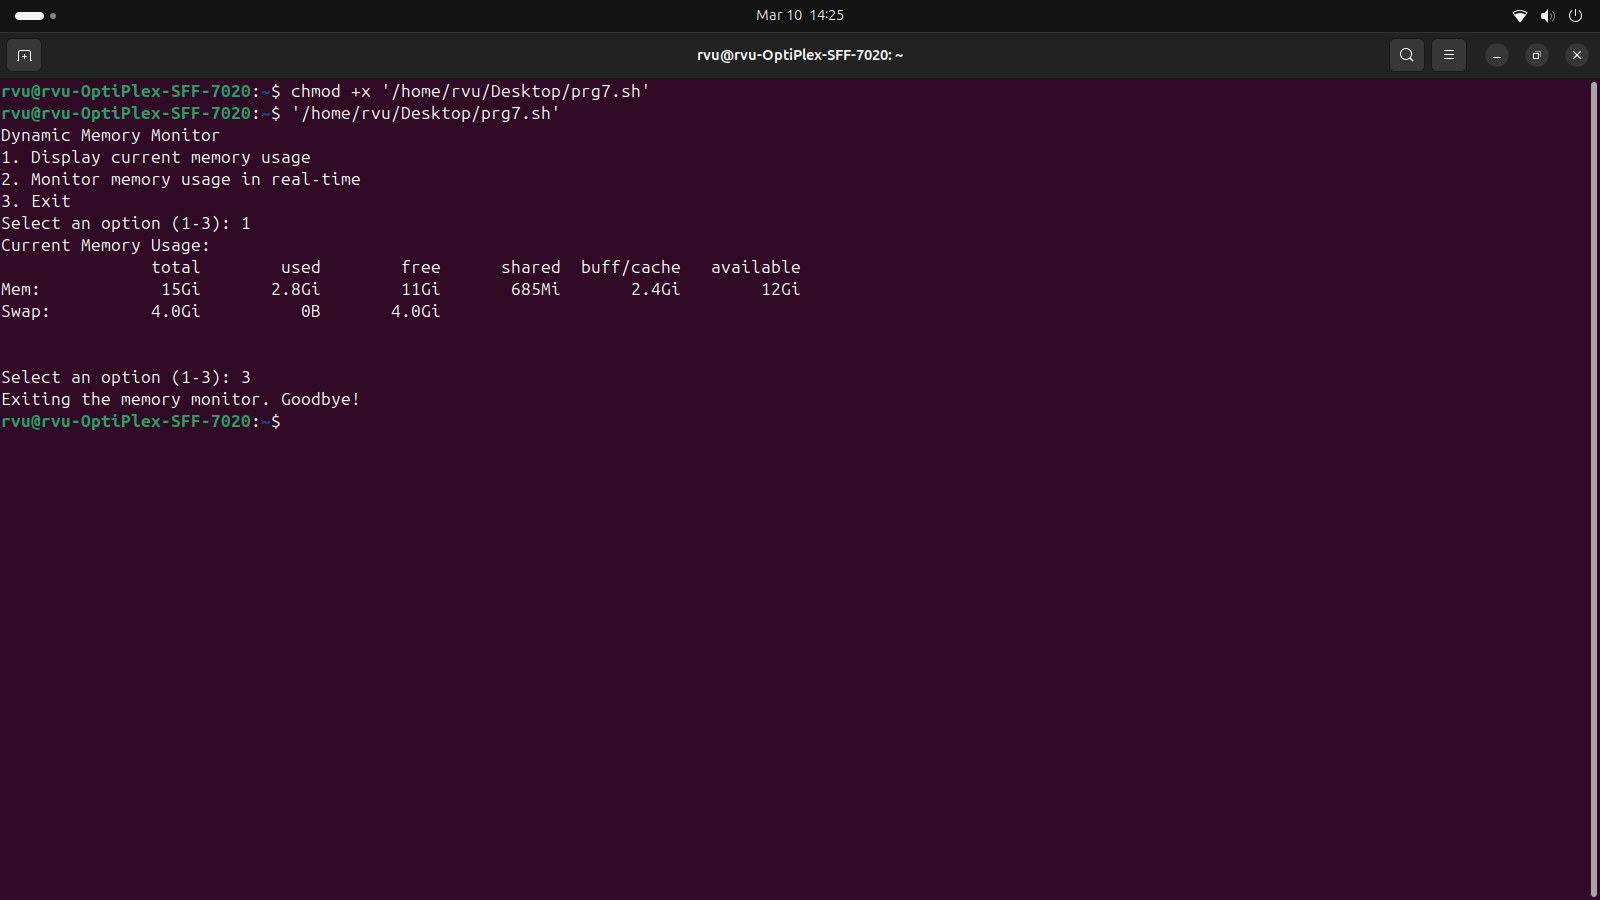 Mar 10 14:25
rvu@rvu-OptiPlex-SFF-7020: ~
rvu@rvu-OptiPlex-SFF-7020:~$ chmod +x '/home/rvu/Desktop/prg7.sh'
rvu@rvu-OptiPlex-SFF-7020:~$ '/home/rvu/Desktop/prg7.sh'
Dynamic Memory Monitor
1. Display current memory usage
2. Monitor memory usage in real-time
3. Exit
Select an option (1-3): 1
Current Memory Usage:
               total        used        free      shared  buff/cache   available
Mem:            15Gi       2.8Gi        11Gi       685Mi       2.4Gi        12Gi
Swap:          4.0Gi          0B       4.0Gi
Select an option (1-3): 3
Exiting the memory monitor. Goodbye!
rvu@rvu-OptiPlex-SFF-7020:~$